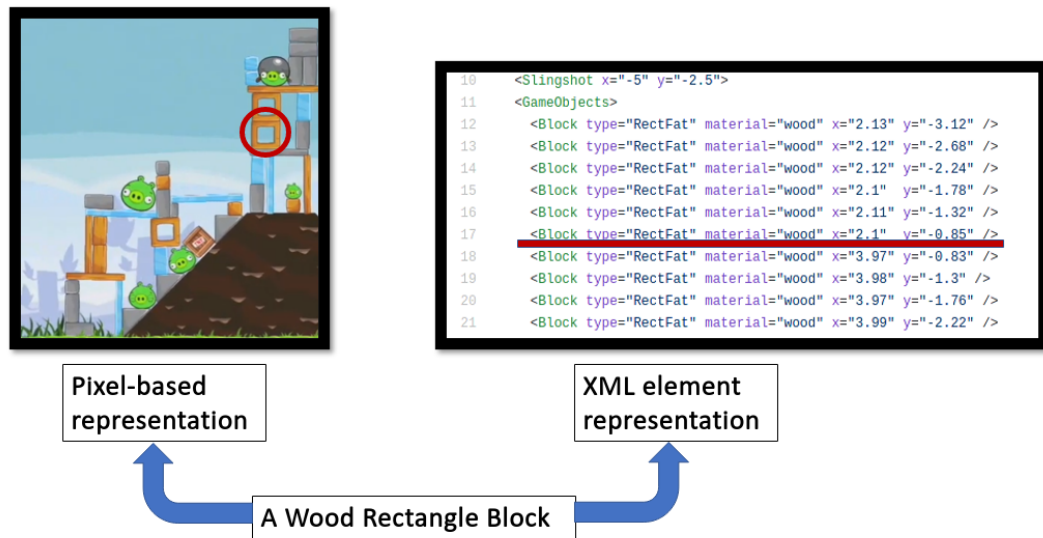 10 <Slingshot x="-5" y="-2.5">
11 <GameObjects>
12 <Block type="RectFat" material="wood" x="2.13" y="-3.12" />
13 <Block type="RectFat" material="wood" x="2.12" y="-2.68" />
14 <Block type="RectFat" material="wood" x="2.12" y="-2.24" />
15 <Block type="RectFat" material="wood" x="2.1" y="-1.78" />
16 <Block type="RectFat" material="wood" x="2.11" y="-1.32" />
17 <Block type="RectFat" material="wood" x="2.1" y="-0.85" />
18 <Block type="RectFat" material="wood" x="3.97" y="-0.83" />
19 <Block type="RectFat" material="wood" x="3.98" y="-1.3" />
20 <Block type="RectFat" material="wood" x="3.97" y="-1.76" />
21 <Block type="RectFat" material="wood" x="3.99" y="-2.22" />
Pixel-based
representation
XML element
representation
A Wood Rectangle Block